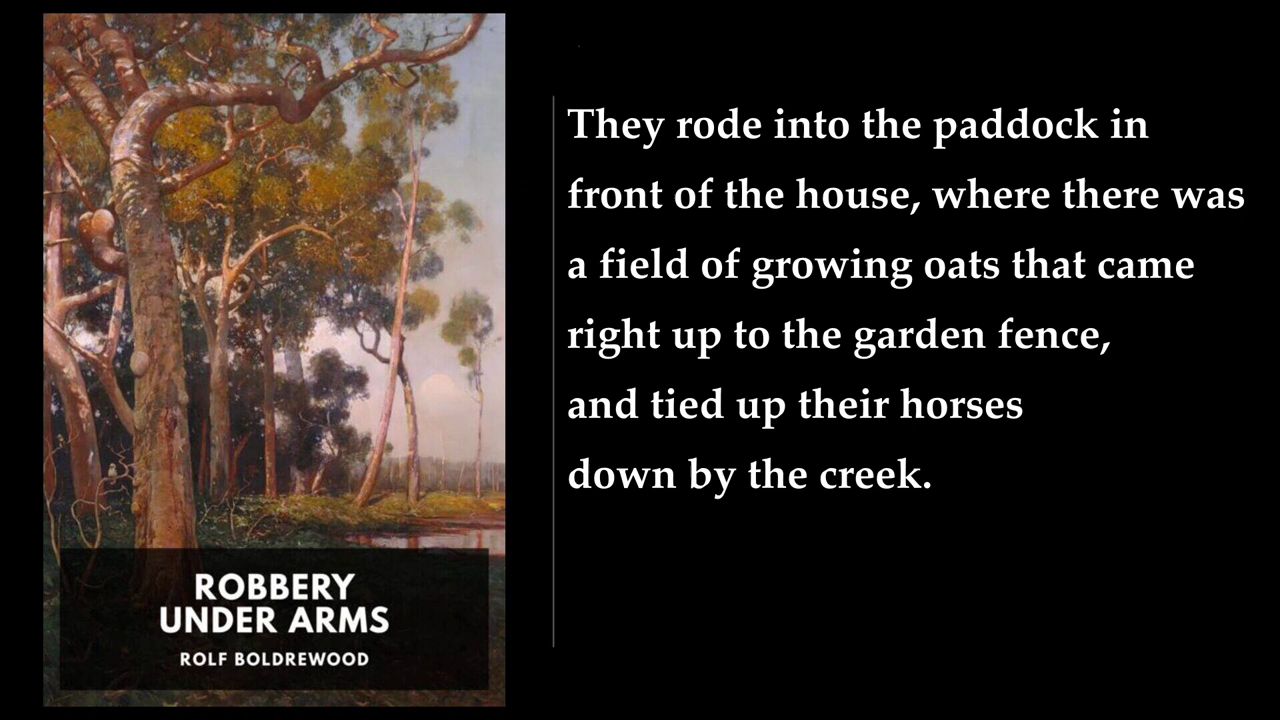 ROBBERY
UNDER ARMS
ROLF BOLDREWOOD
They rode into the paddock in
front of the house, where there was
a field of growing oats that came
right up to the garden fence,
and tied up their horses
down by the creek.